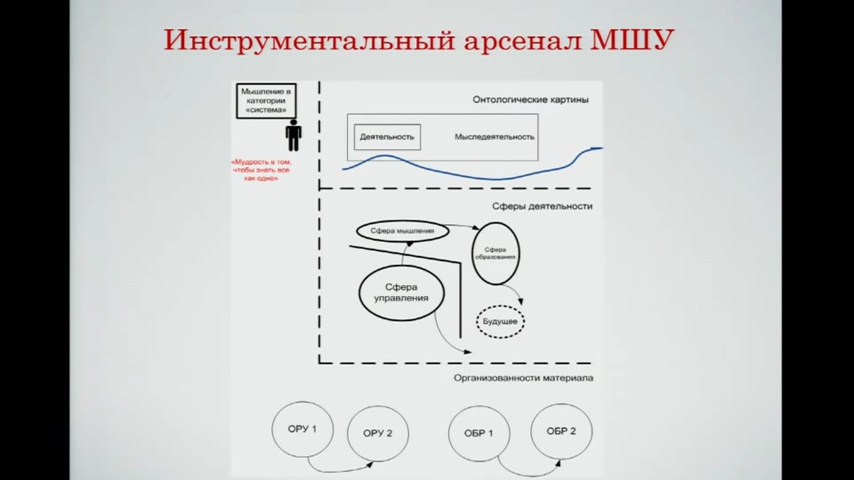 Инструментальный арсенал МШУ
Мышление в
категории
«система»
«Мудрость в том,
чтобы знать все
как одно»
Онтологические картины
Деятельность
Мыследеятельность
Сферы деятельности
Сфера мышления
Сфера
образования
Сфера
управления
Будущее
Организованности материала
ОРУ 1
ОРУ 2
ОБР 1
ОБР 2